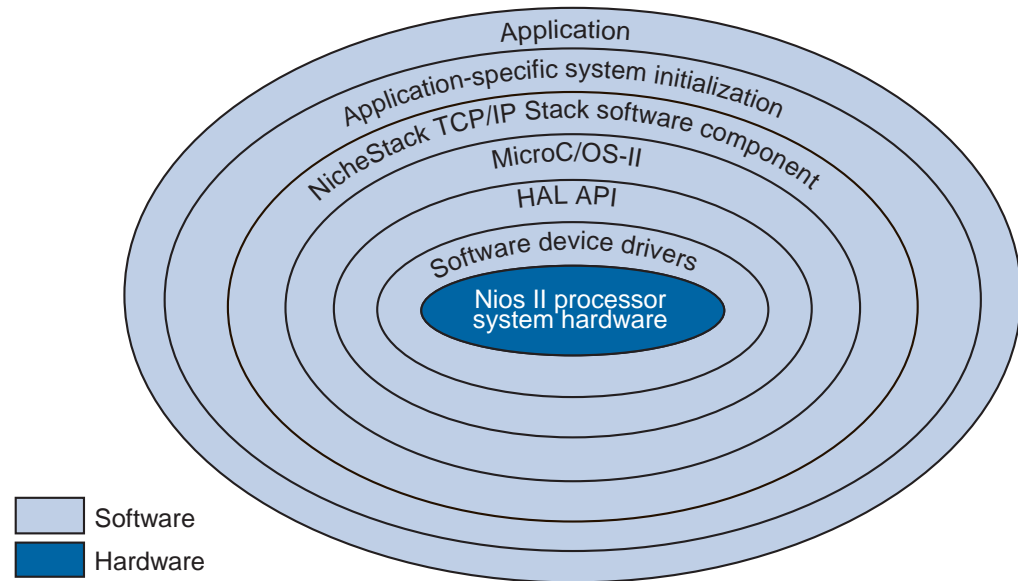 Application
Application-specific system initialization
NicheStack TCP/IP Stack software component
MicroC/OS-II
HAL API
Software device drivers
Nios II processor
system hardware
Software
Hardware